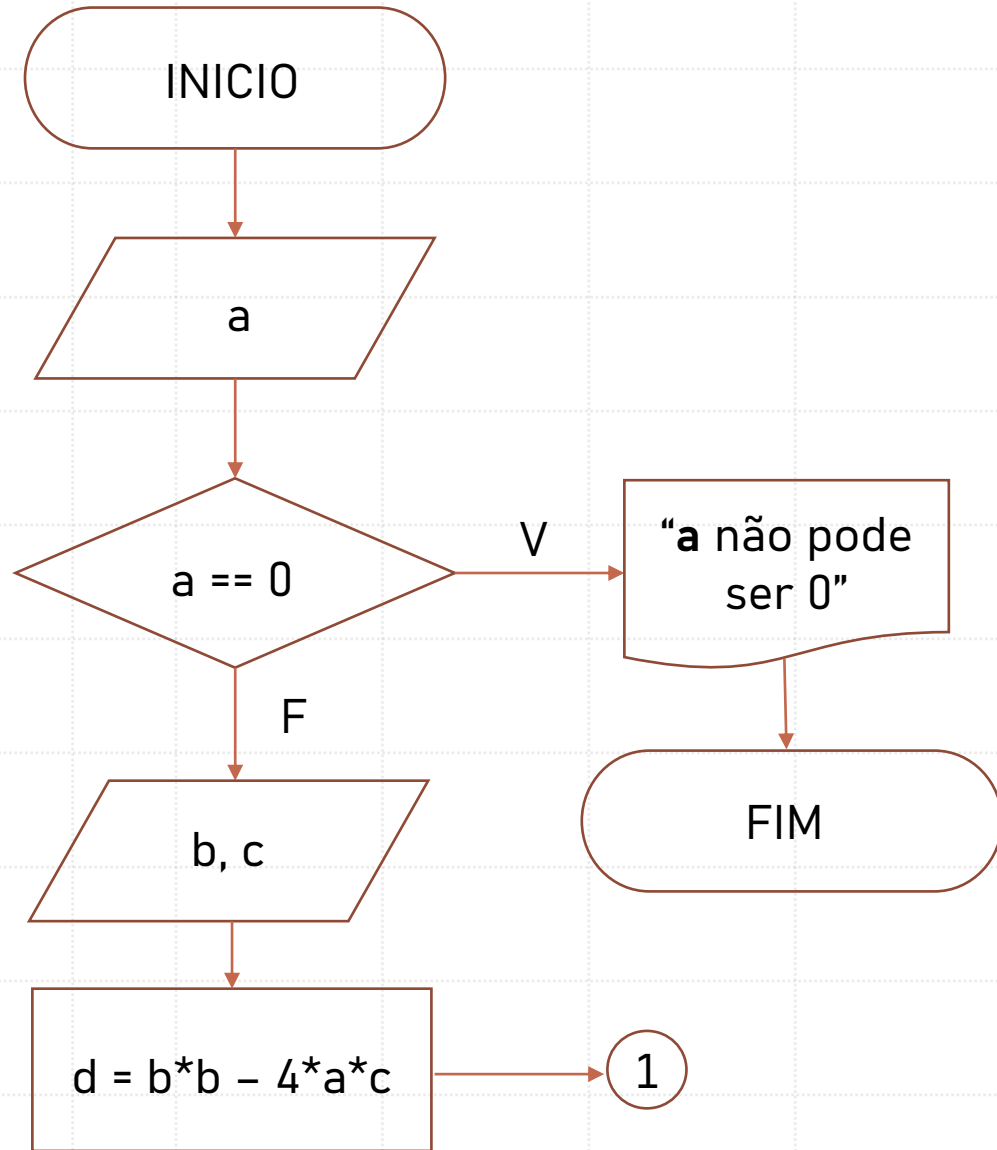 INICIO
a
a == 0
V
“a não pode
ser 0”
F
FIM
b, c
d = b*b – 4*a*c
1